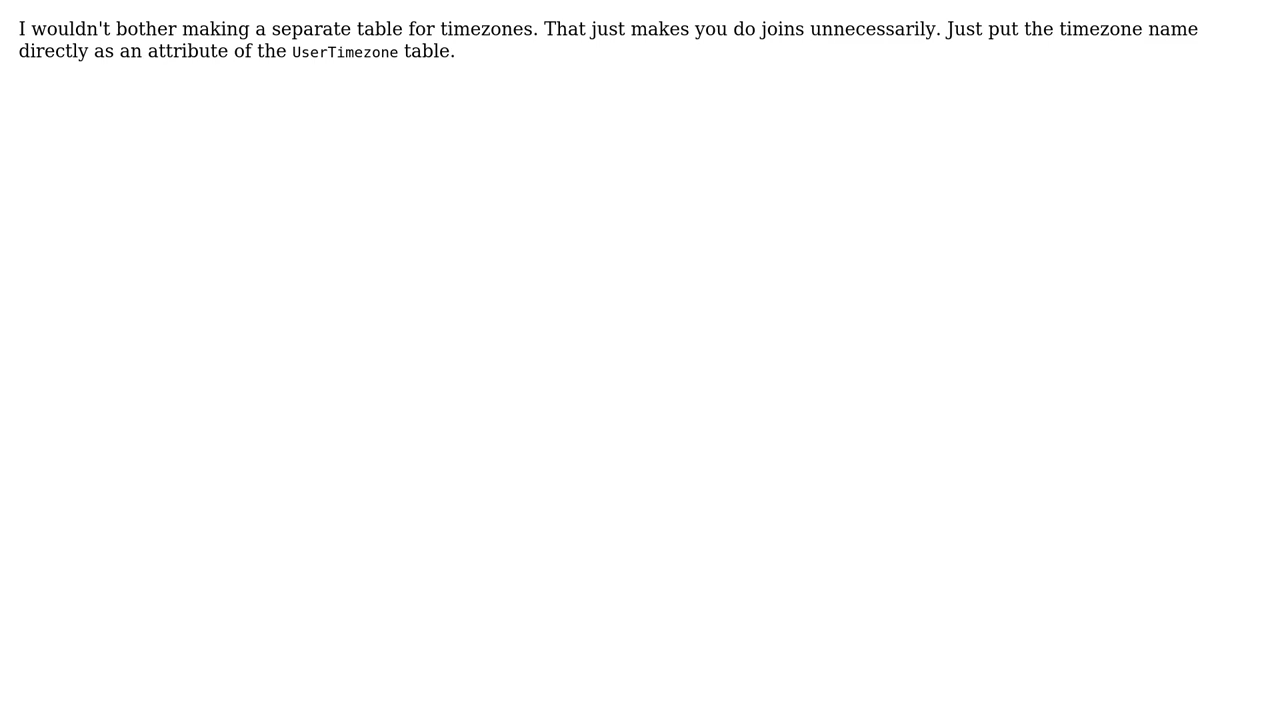 I wouldn't bother making a separate table for timezones. That just makes you do joins unnecessarily. Just put the timezone name
directly as an attribute of the UserTimezone table.